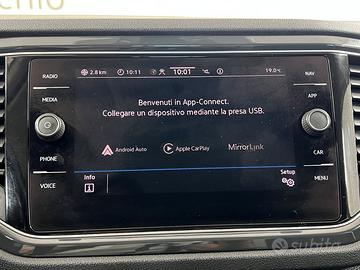 RADIO
MEDIA
PHONE
VOICE
2.8 km
10:11
10:01
19.0
Benvenuti in App-Connect.
Collegare un dispositivo mediante la presa USB.
Android Auto
Apple CarPlay
MirrorLink
Info
Setup
NAV
APP
CAR
MENU
subito